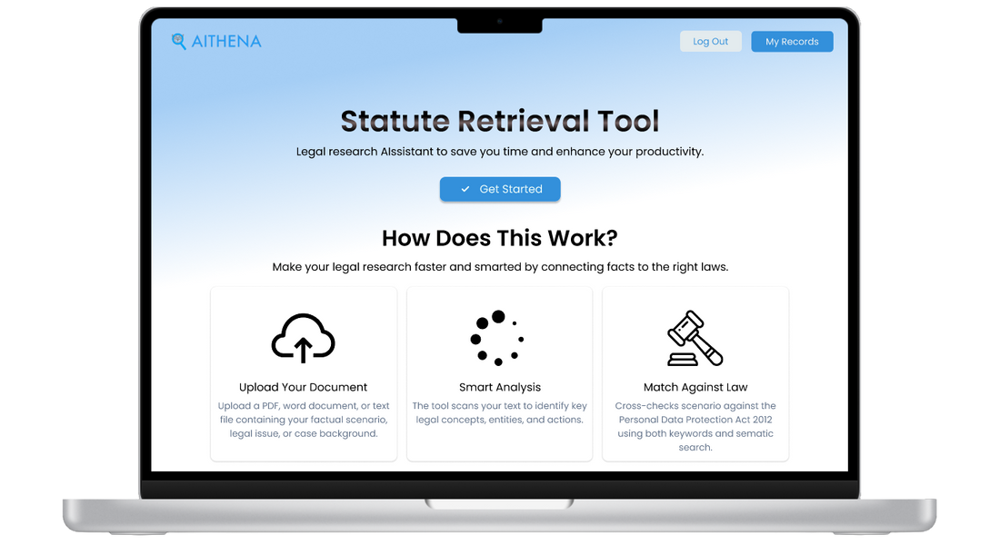 AITHENA
Log Out
My Records
Statute Retrieval Tool
Legal research AIssistant to save you time and enhance your productivity.
Get Started
How Does This Work?
Make your legal research faster and smarted by connecting facts to the right laws.
Upload Your Document
Upload a PDF, word document, or text
file containing your factual scenario,
legal issue, or case background.
Smart Analysis
The tool scans your text to identify key
legal concepts, entities, and actions.
Match Against Law
Cross-checks scenario against the
Personal Data Protection Act 2012
using both keywords and sematic
search.